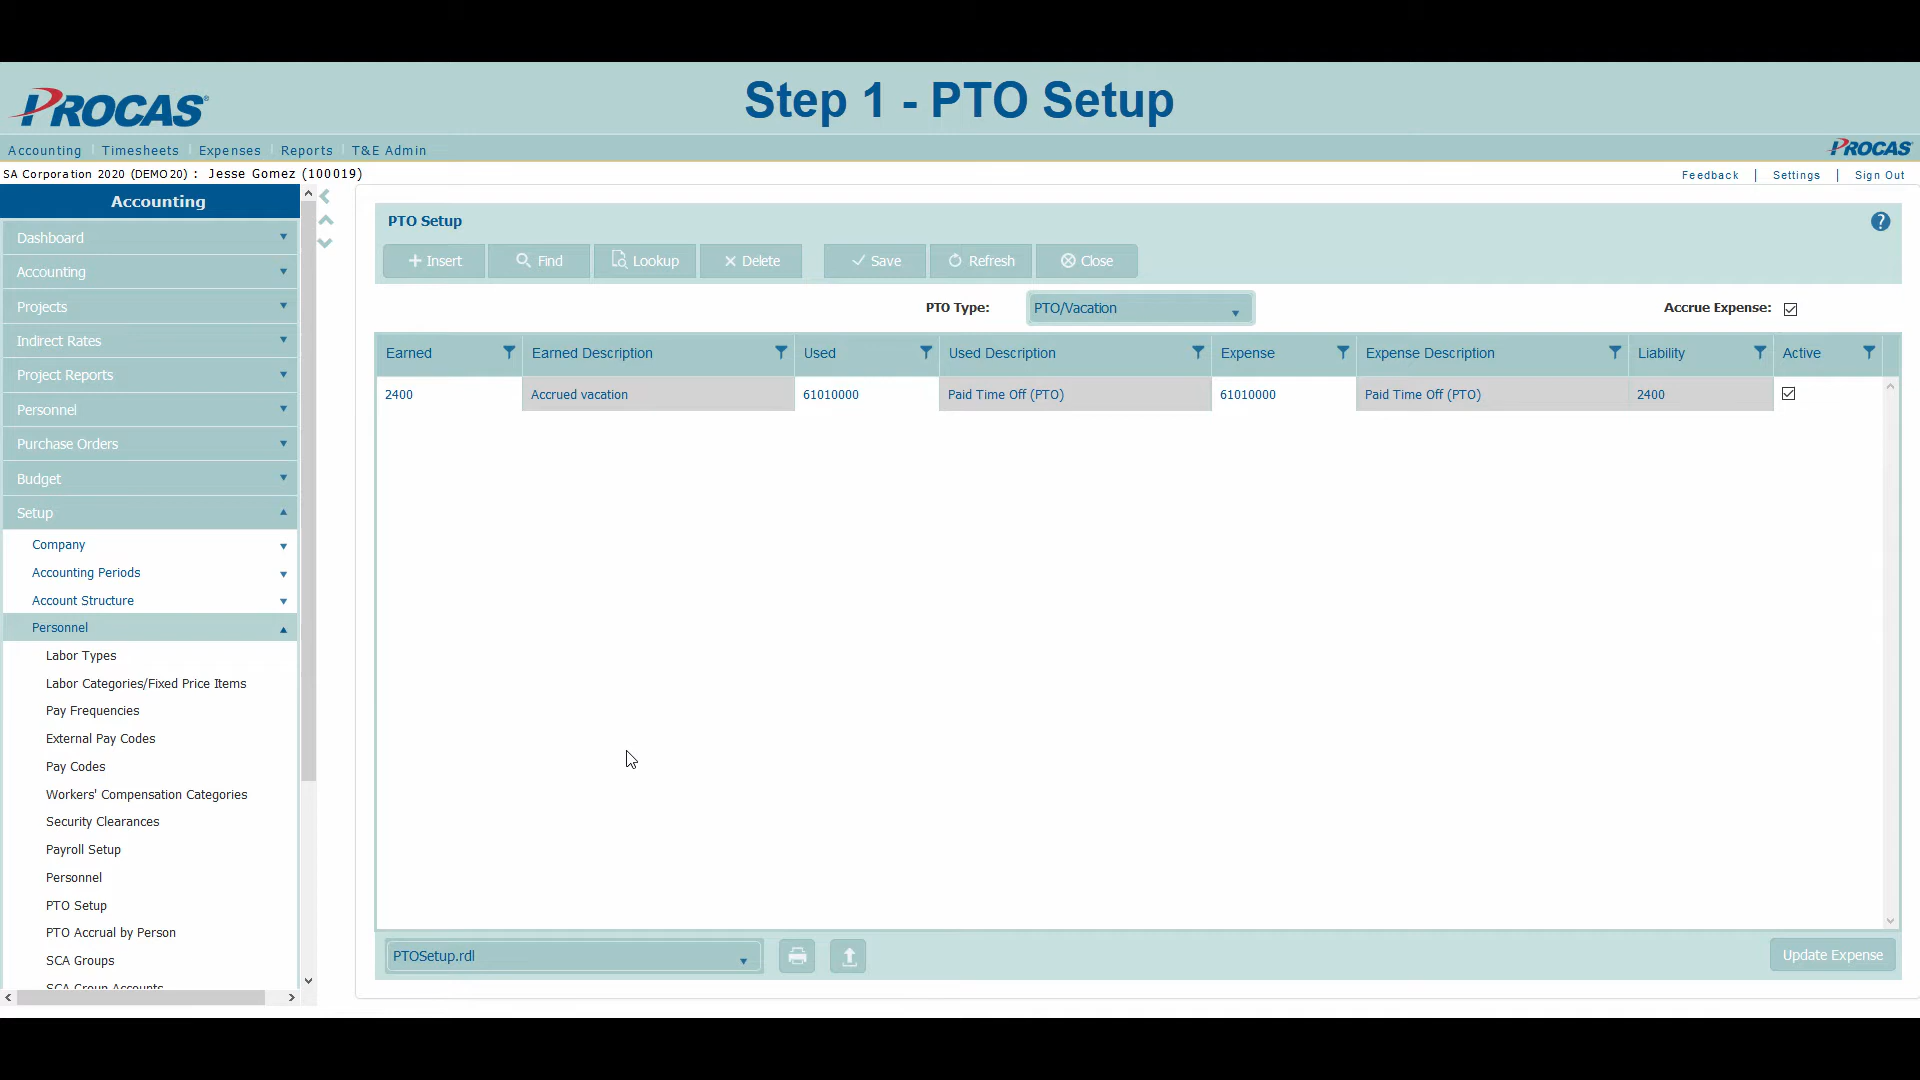 Step 1 - PTO Setup
PROCAS
Accounting Timesheets Expenses Reports T&E Admin
PROCAS
SA Corporation 2020 (DEMO20) : Jesse Gomez (100019)
Feedback | Settings | Sign Out
Accounting
Dashboard
Accounting
Projects
Indirect Rates
Project Reports
Personnel
Purchase Orders
Budget
Setup
Company
Accounting Periods
Account Structure
Personnel
Labor Types
Labor Categories/Fixed Price Items
Pay Frequencies
External Pay Codes
Pay Codes
Workers' Compensation Categories
Security Clearances
Payroll Setup
Personnel
PTO Setup
PTO Accrual by Person
SCA Groups
SCA Group Accounts
PTO Setup
?
Insert Find Lookup Delete Save Refresh Close
PTO Type: PTO/Vacation Accrue Expense:
Earned Earned Description Used Used Description Expense Expense Description Liability Active
2400 Accrued vacation 61010000 Paid Time Off (PTO) 61010000 Paid Time Off (PTO) 2400
PTOSetup.rdl
Update Expense